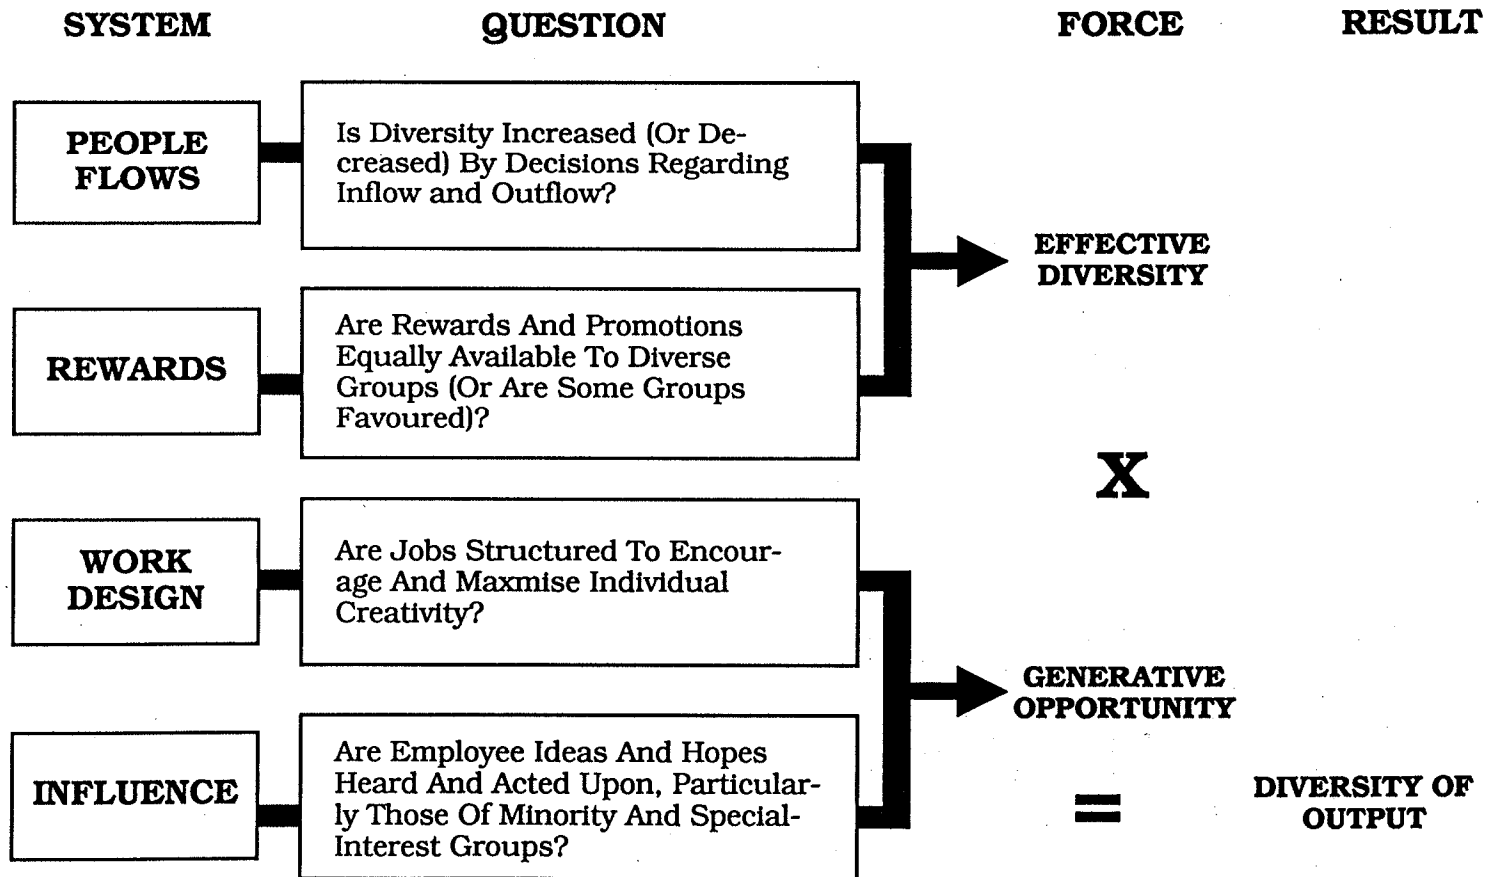 SYSTEM
QUESTION
FORCE
RESULT
PEOPLE
FLOWS
Is Diversity Increased (Or De-
creased) By Decisions Regarding
Inflow and Outflow?
EFFECTIVE
DIVERSITY
REWARDS
Are Rewards And Promotions
Equally Available To Diverse
Groups (Or Are Some Groups
Favoured)?
X
WORK
DESIGN
Are Jobs Structured To Encour-
age And Maxmise Individual
Creativity?
GENERATIVE
OPPORTUNITY
INFLUENCE
Are Employee Ideas And Hopes
Heard And Acted Upon, Particular-
ly Those Of Minority And Special-
Interest Groups?
=
DIVERSITY OF
OUTPUT